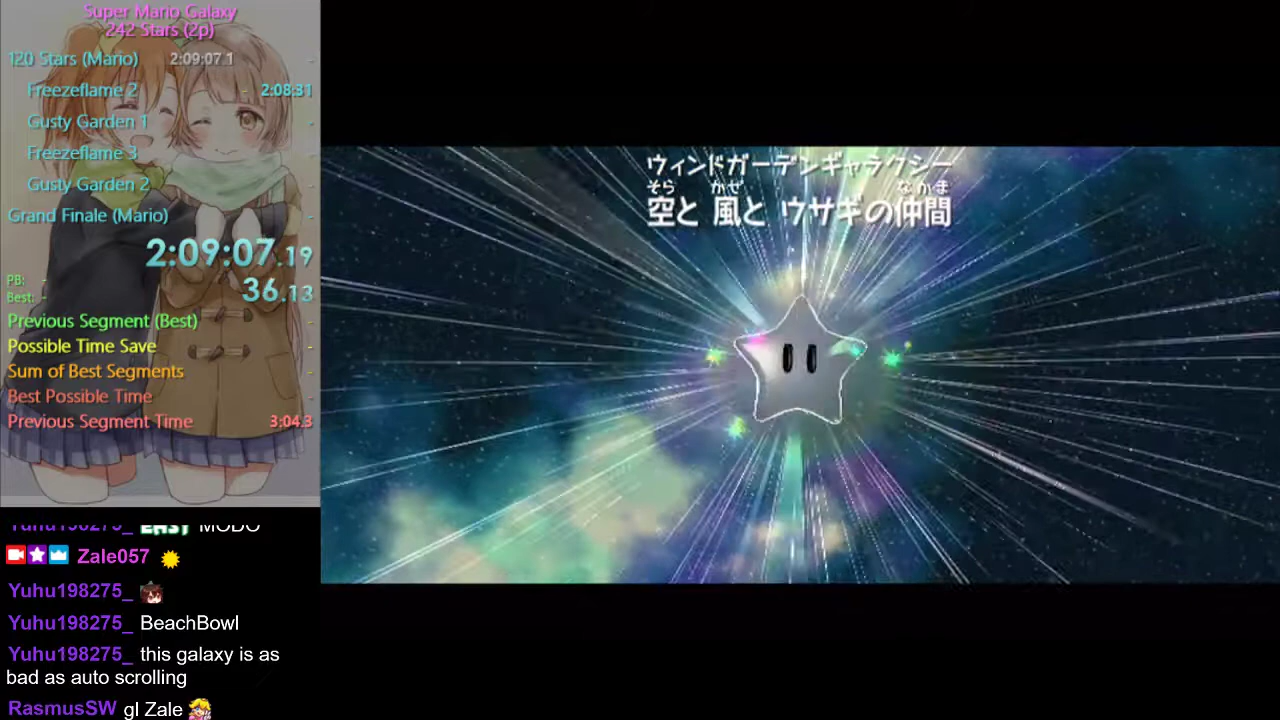 Super Mario Galaxy
242 Stars (2p)
120 Stars (Mario) 2:09:07.1 -
Freezeflame 2 - 2:08:31
Gusty Garden 1 -
Freezeflame 3 -
Gusty Garden 2 -
Grand Finale (Mario) -
2:09:07.19
PB: -
Best: -
36.13
Previous Segment (Best) -
Possible Time Save -
Sum of Best Segments -
Best Possible Time -
Previous Segment Time 3:04.3
Yuhu198275_ EASY MODO
Zale057
Yuhu198275_
Yuhu198275_ BeachBowl
Yuhu198275_ this galaxy is as
bad as auto scrolling
RasmusSW gl Zale
ウィンドガーデンギャラクシー
そら かぜ なかま
空と 風と ウサギの仲間